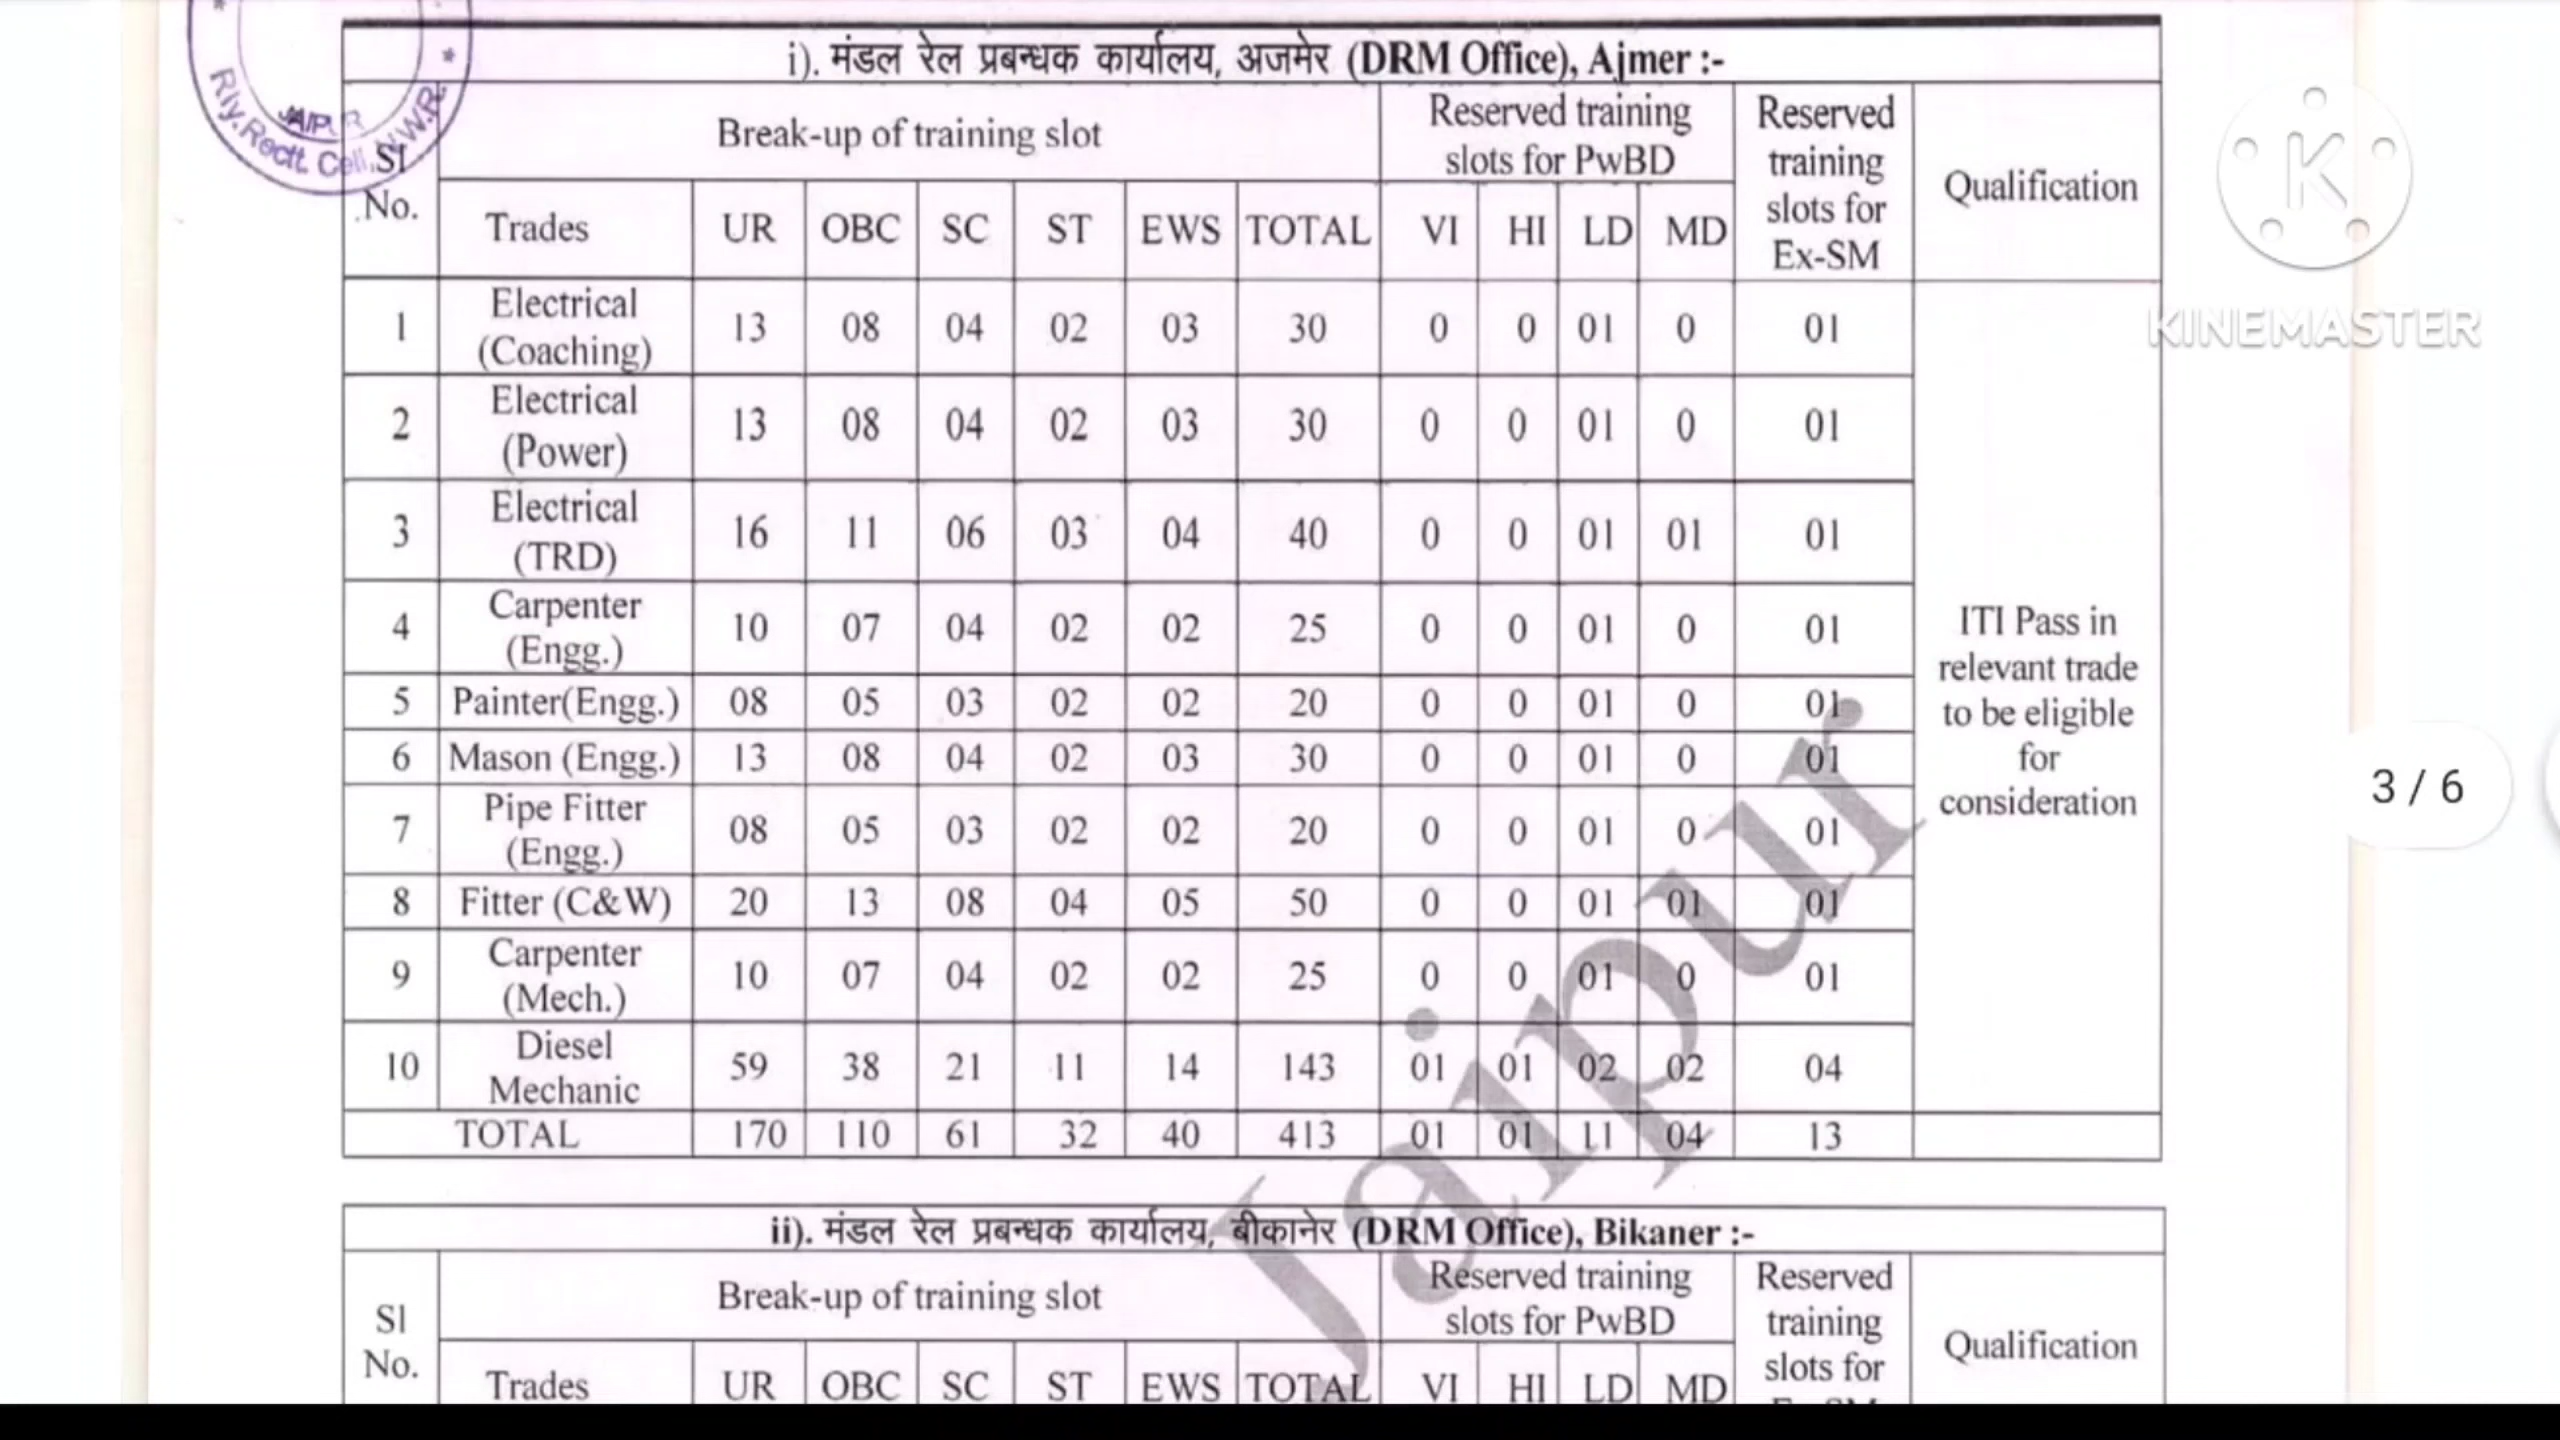 Rly. Rectt. Cell, N.W.R.
JAIPUR
i). मंडल रेल प्रबन्धक कार्यालय, अजमेर (DRM Office), Ajmer :-
Sl No. Break-up of training slot Reserved training slots for PwBD Reserved training slots for Ex-SM Qualification
Trades UR OBC SC ST EWS TOTAL VI HI LD MD
1 Electrical (Coaching) 13 08 04 02 03 30 0 0 01 0 01
2 Electrical (Power) 13 08 04 02 03 30 0 0 01 0 01
3 Electrical (TRD) 16 11 06 03 04 40 0 0 01 01 01
4 Carpenter (Engg.) 10 07 04 02 02 25 0 0 01 0 01
5 Painter(Engg.) 08 05 03 02 02 20 0 0 01 0 01
6 Mason (Engg.) 13 08 04 02 03 30 0 0 01 0 01
7 Pipe Fitter (Engg.) 08 05 03 02 02 20 0 0 01 0 01
8 Fitter (C&W) 20 13 08 04 05 50 0 0 01 01 01
9 Carpenter (Mech.) 10 07 04 02 02 25 0 0 01 0 01
10 Diesel Mechanic 59 38 21 11 14 143 01 01 02 02 04
ITI Pass in
relevant trade
to be eligible
for
consideration
TOTAL 170 110 61 32 40 413 01 01 11 04 13
Jaipur
ii). मंडल रेल प्रबन्धक कार्यालय, बीकानेर (DRM Office), Bikaner :-
Sl No. Break-up of training slot Reserved training slots for PwBD Reserved training slots for Qualification
Trades UR OBC SC ST EWS TOTAL VI HI LD MD
K
KINEMASTER
3 / 6